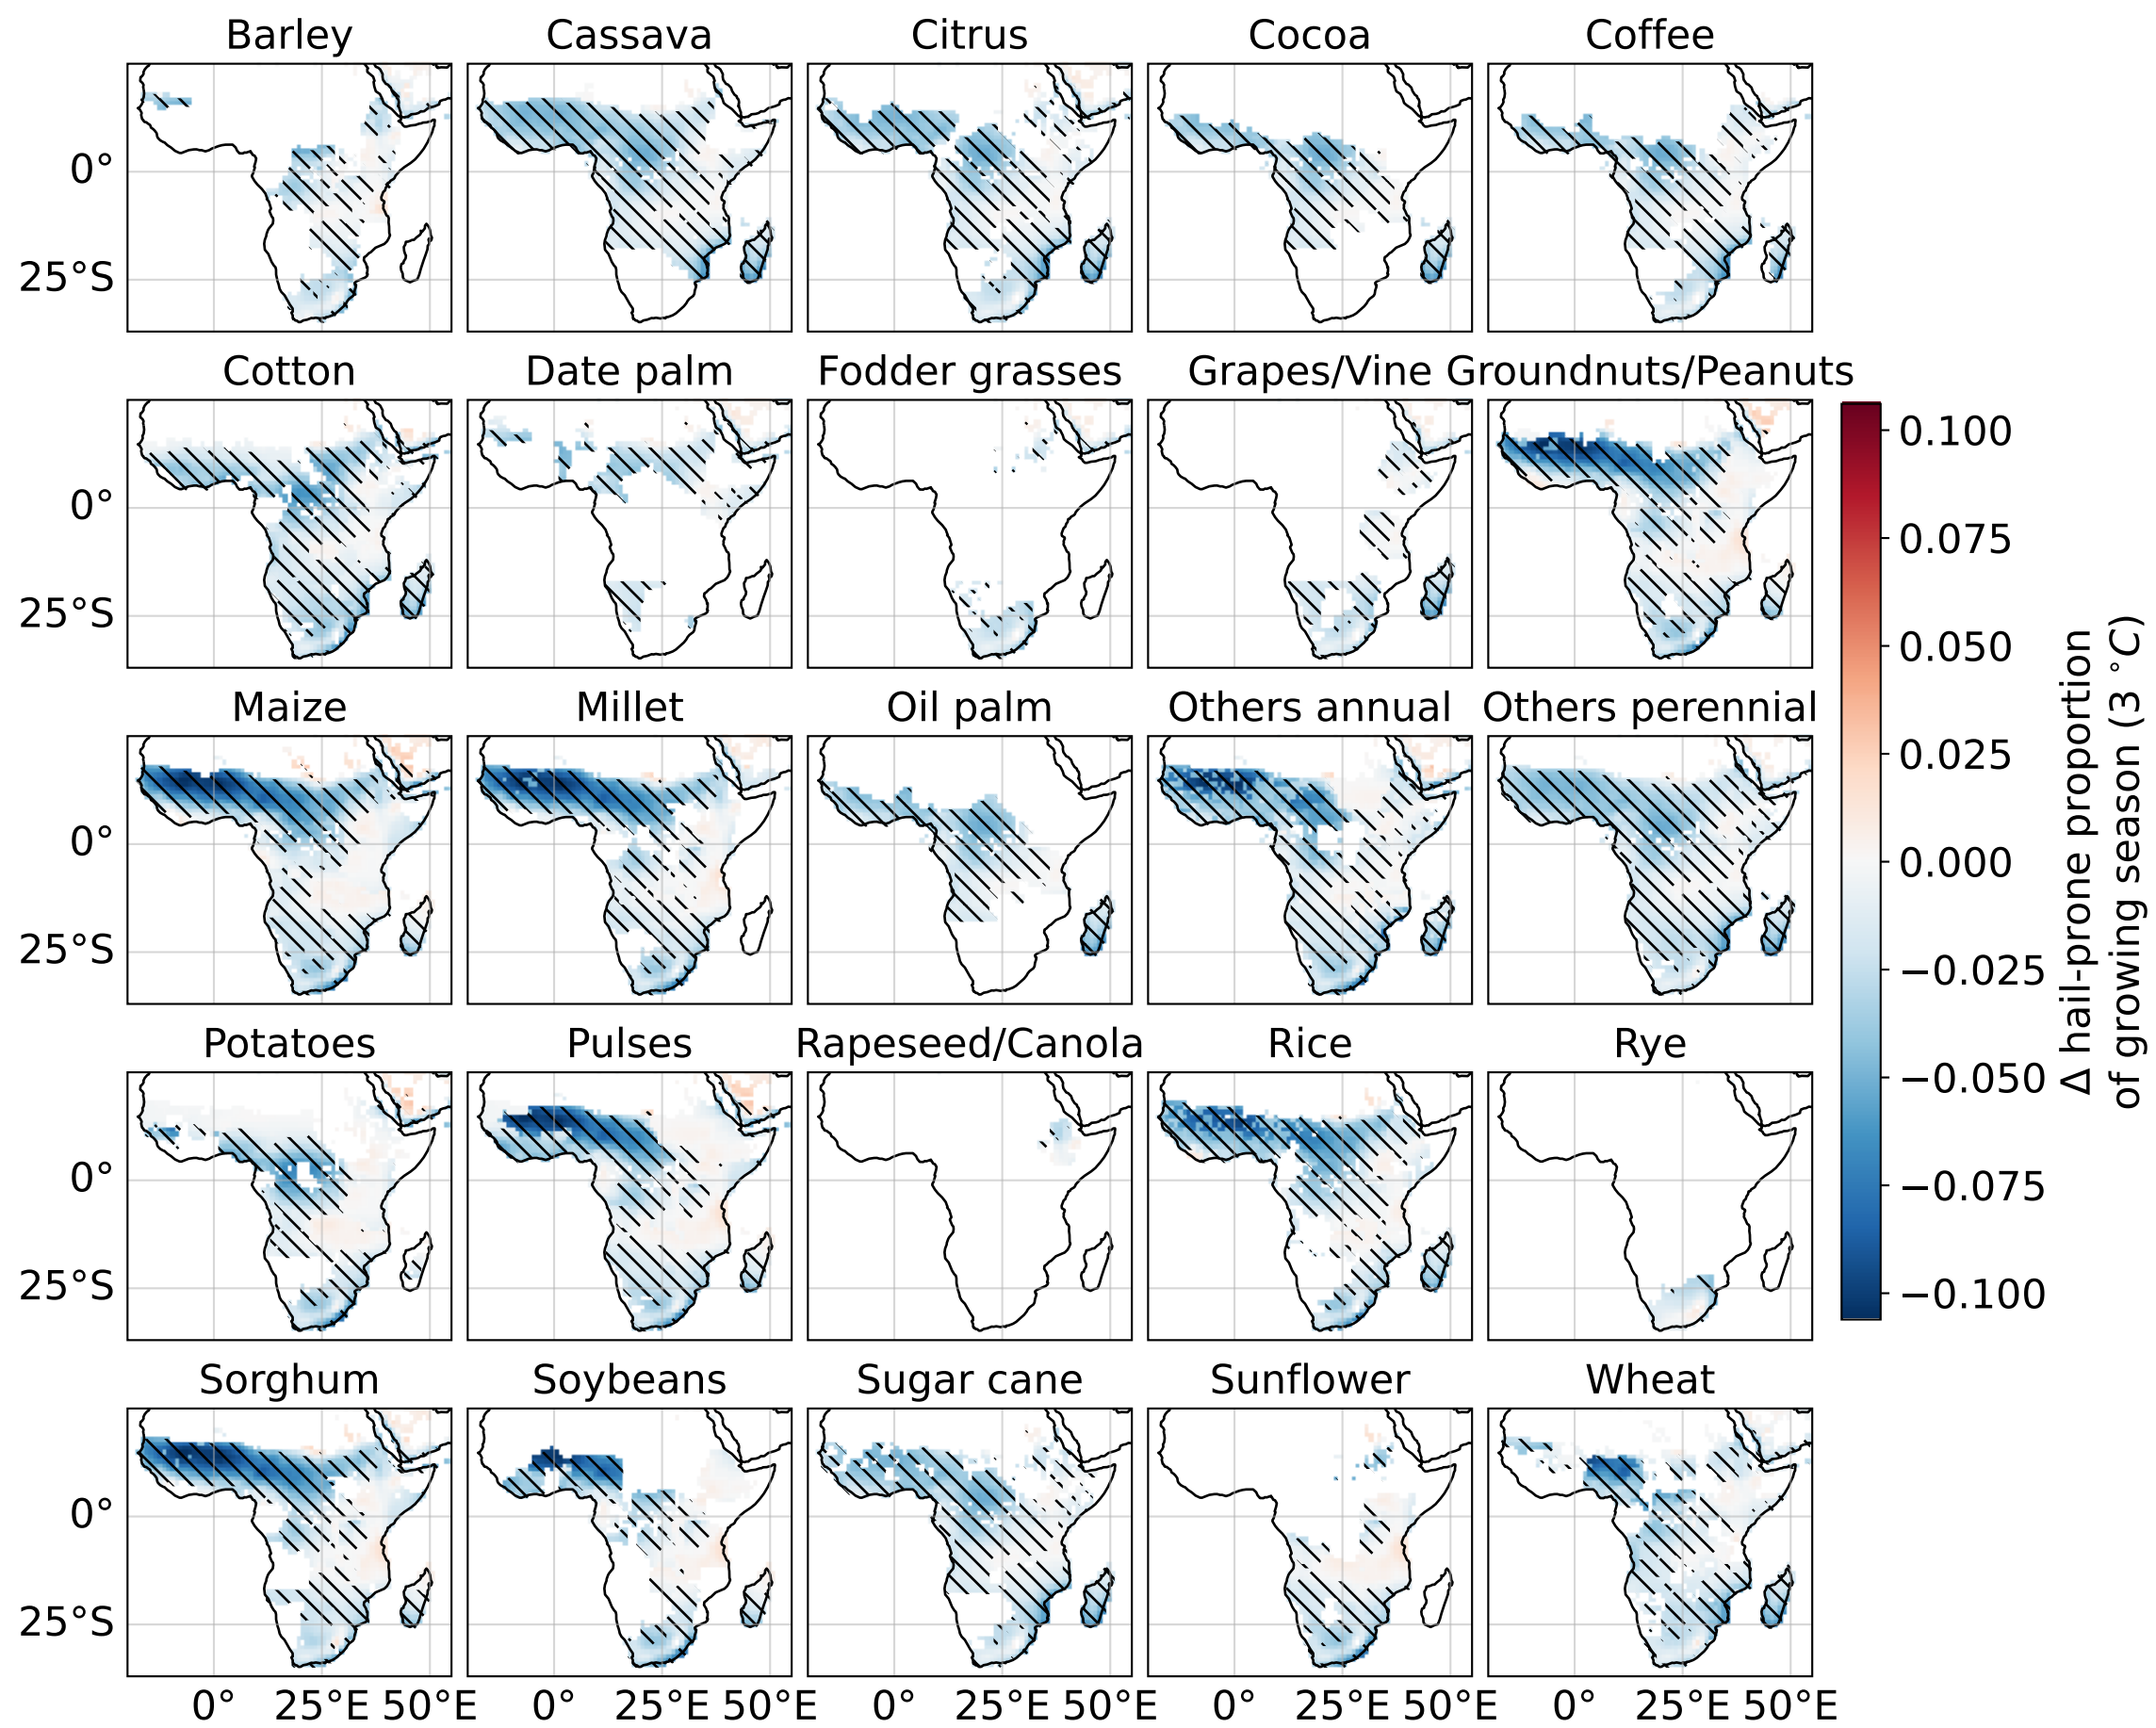 Barley Cassava Citrus Cocoa Coffee
0°
25°S
Cotton Date palm Fodder grasses Grapes/Vine Groundnuts/Peanuts
0°
25°S
Maize Millet Oil palm Others annual Others perennial
0°
25°S
Potatoes Pulses Rapeseed/Canola Rice Rye
0°
25°S
Sorghum Soybeans Sugar cane Sunflower Wheat
0°
25°S
0° 25°E 50°E 0° 25°E 50°E 0° 25°E 50°E 0° 25°E 50°E 0° 25°E 50°E
0.100
0.075
0.050
0.025
0.000
−0.025
−0.050
−0.075
−0.100
Δ hail-prone proportion
of growing season (3 °C)